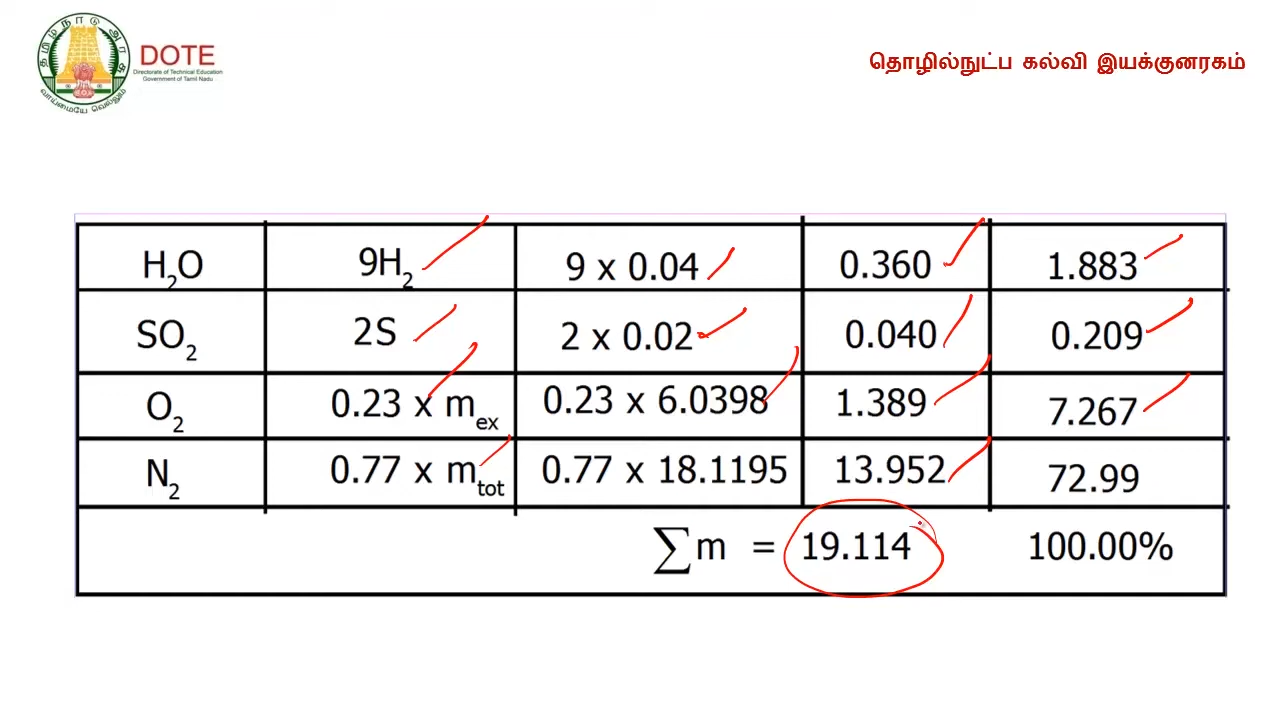 தமிழ்நாடு அரசு
வாய்மையே வெல்லும்
DOTE
Directorate of Technical Education
Government of Tamil Nadu
தொழில்நுட்ப கல்வி இயக்குனரகம்
H₂O 9H₂ 9 x 0.04 0.360 1.883
SO₂ 2S 2 x 0.02 0.040 0.209
O₂ 0.23 x mₑₓ 0.23 x 6.0398 1.389 7.267
N₂ 0.77 x mₜₒₜ 0.77 x 18.1195 13.952 72.99
∑m = 19.114 100.00%